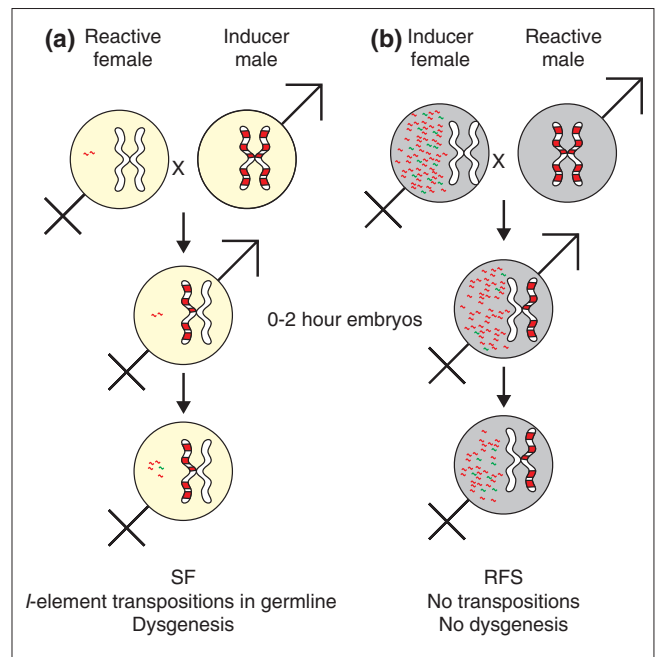 (a) Reactive female
Inducer male
(b) Inducer female
Reactive male
X
X
0-2 hour embryos
SF
I-element transpositions in germline
Dysgenesis
RFS
No transpositions
No dysgenesis